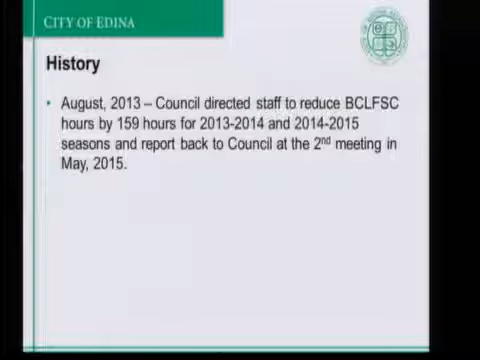 CITY OF EDINA
History
• August, 2013 – Council directed staff to reduce BCLFSC
hours by 159 hours for 2013-2014 and 2014-2015
seasons and report back to Council at the 2nd meeting in
May, 2015.